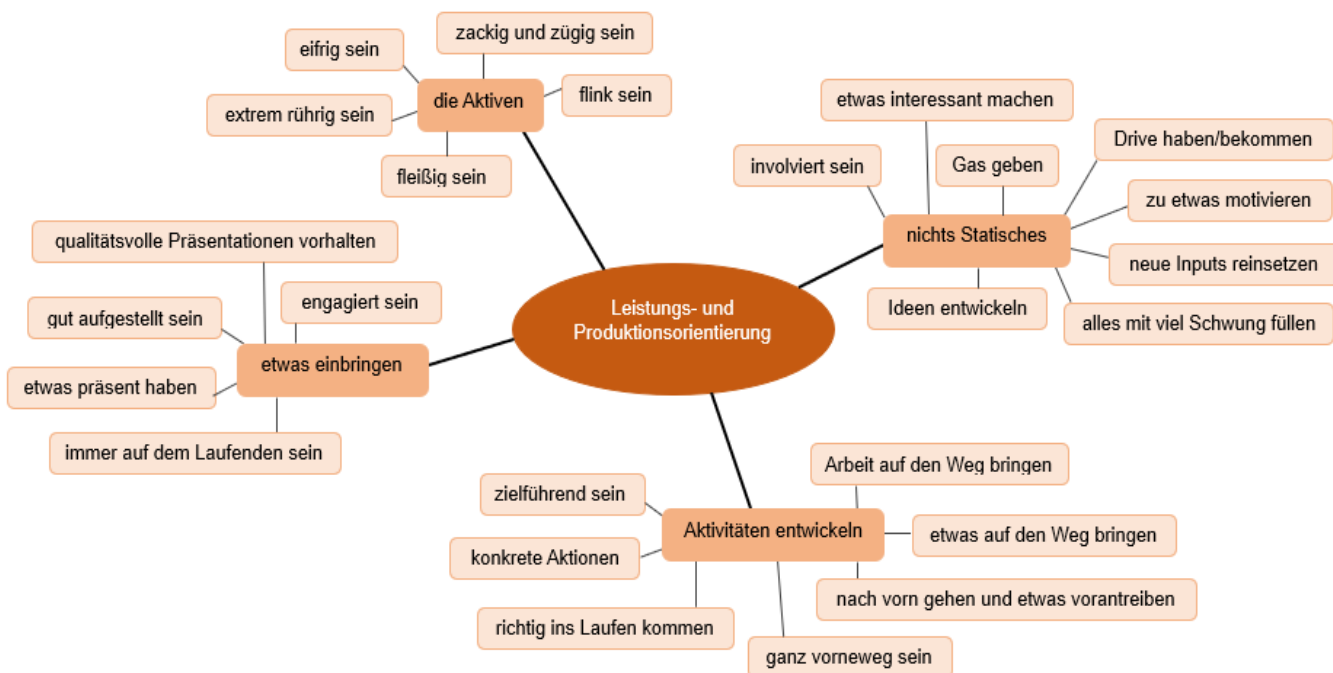 zackig und zügig sein
eifrig sein
die Aktiven
flink sein
extrem rührig sein
fleißig sein
etwas interessant machen
Drive haben/bekommen
involviert sein
Gas geben
zu etwas motivieren
nichts Statisches
neue Inputs reinsetzen
Ideen entwickeln
alles mit viel Schwung füllen
Leistungs- und
Produktionsorientierung
qualitätsvolle Präsentationen vorhalten
engagiert sein
gut aufgestellt sein
etwas einbringen
etwas präsent haben
immer auf dem Laufenden sein
Arbeit auf den Weg bringen
zielführend sein
Aktivitäten entwickeln
etwas auf den Weg bringen
konkrete Aktionen
nach vorn gehen und etwas vorantreiben
richtig ins Laufen kommen
ganz vorneweg sein